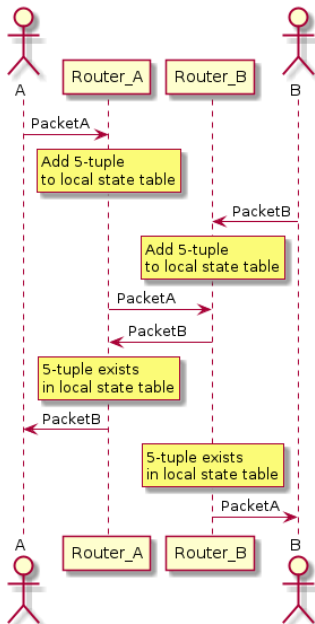 A
Router_A
Router_B
B
PacketA
Add 5-tuple
to local state table
PacketB
Add 5-tuple
to local state table
PacketA
PacketB
5-tuple exists
in local state table
PacketB
5-tuple exists
in local state table
PacketA
A
Router_A
Router_B
B